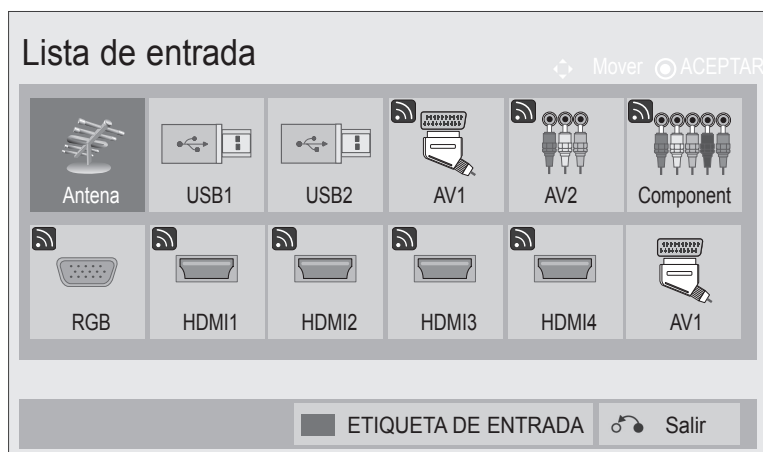 Lista de entrada
Mover ACEPTAR
Antena USB1 USB2 AV1 AV2 Component
RGB HDMI1 HDMI2 HDMI3 HDMI4 AV1
ETIQUETA DE ENTRADA Salir